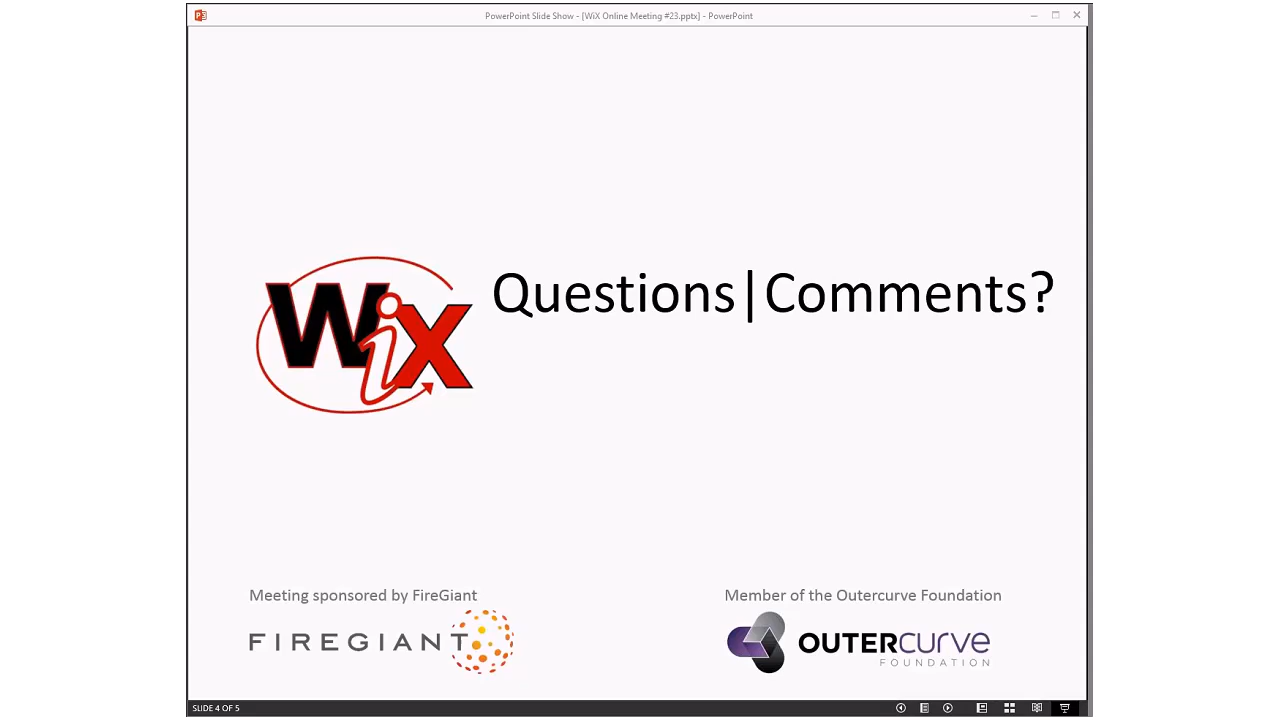 PowerPoint Slide Show - [WiX Online Meeting #23.pptx] - PowerPoint
WiX
Questions|Comments?
Meeting sponsored by FireGiant
Member of the Outercurve Foundation
FIREGIANT
OUTERCURVE
FOUNDATION
SLIDE 4 OF 5